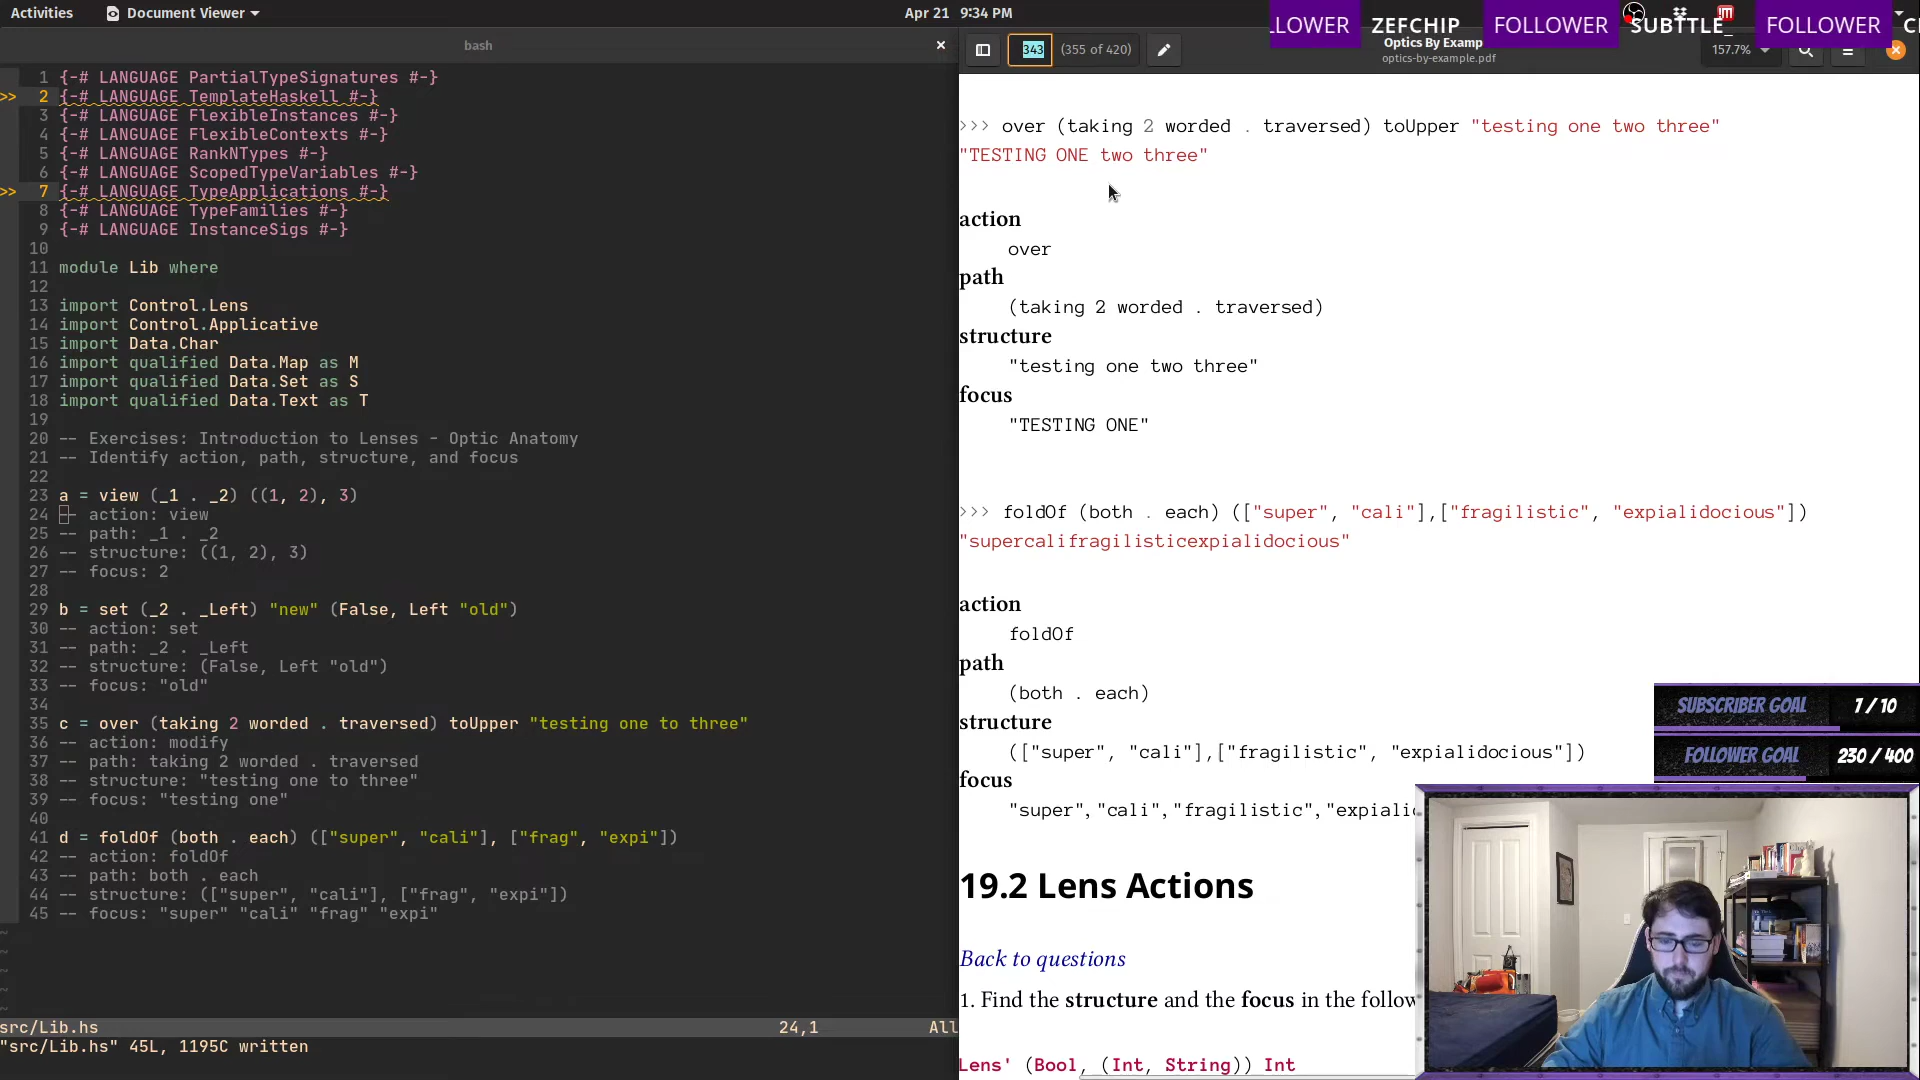 Activities
Document Viewer
Apr 21 9:34 PM
LOWER ZEFCHIP FOLLOWER SUBTTLE_ FOLLOWER
bash
343 (355 of 420)
Optics By Examp
optics-by-example.pdf
157.7%
1 {-# LANGUAGE PartialTypeSignatures #-}
>> 2 {-# LANGUAGE TemplateHaskell #-}
3 {-# LANGUAGE FlexibleInstances #-}
4 {-# LANGUAGE FlexibleContexts #-}
5 {-# LANGUAGE RankNTypes #-}
6 {-# LANGUAGE ScopedTypeVariables #-}
>> 7 {-# LANGUAGE TypeApplications #-}
8 {-# LANGUAGE TypeFamilies #-}
9 {-# LANGUAGE InstanceSigs #-}
10
11 module Lib where
12
13 import Control.Lens
14 import Control.Applicative
15 import Data.Char
16 import qualified Data.Map as M
17 import qualified Data.Set as S
18 import qualified Data.Text as T
19
20 -- Exercises: Introduction to Lenses - Optic Anatomy
21 -- Identify action, path, structure, and focus
22
23 a = view (_1 . _2) ((1, 2), 3)
24 -- action: view
25 -- path: _1 . _2
26 -- structure: ((1, 2), 3)
27 -- focus: 2
28
29 b = set (_2 . _Left) "new" (False, Left "old")
30 -- action: set
31 -- path: _2 . _Left
32 -- structure: (False, Left "old")
33 -- focus: "old"
34
35 c = over (taking 2 worded . traversed) toUpper "testing one to three"
36 -- action: modify
37 -- path: taking 2 worded . traversed
38 -- structure: "testing one to three"
39 -- focus: "testing one"
40
41 d = foldOf (both . each) (["super", "cali"], ["frag", "expi"])
42 -- action: foldOf
43 -- path: both . each
44 -- structure: (["super", "cali"], ["frag", "expi"])
45 -- focus: "super" "cali" "frag" "expi"
~
~
~
~
~
src/Lib.hs 24,1 All
"src/Lib.hs" 45L, 1195C written
>>> over (taking 2 worded . traversed) toUpper "testing one two three"
"TESTING ONE two three"
action
over
path
(taking 2 worded . traversed)
structure
"testing one two three"
focus
"TESTING ONE"
>>> foldOf (both . each) (["super", "cali"],["fragilistic", "expialidocious"])
"supercalifragilisticexpialidocious"
action
foldOf
path
(both . each)
structure
(["super", "cali"],["fragilistic", "expialidocious"])
focus
"super","cali","fragilistic","expiali
19.2 Lens Actions
Back to questions
1. Find the structure and the focus in the follow
Lens' (Bool, (Int, String)) Int
SUBSCRIBER GOAL 7 / 10
FOLLOWER GOAL 230 / 400